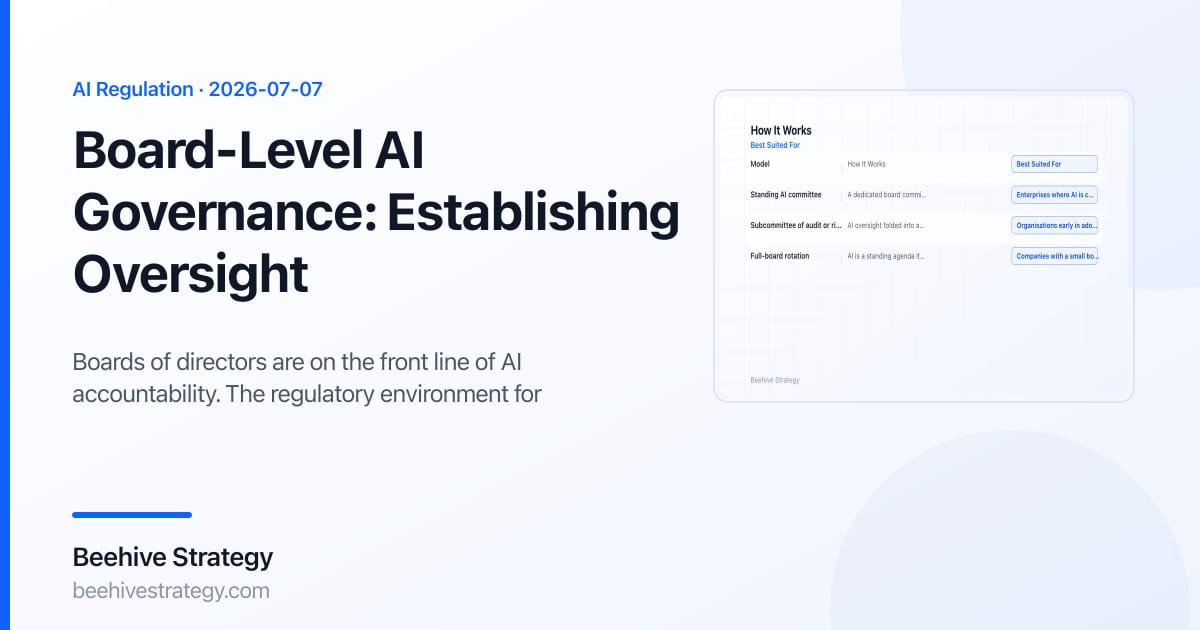 AI Regulation · 2026-07-07
Board-Level AI
Governance: Establishing
Oversight
Boards of directors are on the front line of AI
accountability. The regulatory environment for
Beehive Strategy
beehivestrategy.com
How It Works
Best Suited For
Model How It Works Best Suited For
Standing AI committee A dedicated board commi... Enterprises where AI is c...
Subcommittee of audit or ri... AI oversight folded into a... Organisations early in ado...
Full-board rotation AI is a standing agenda it... Companies with a small bo...
Beehive Strategy